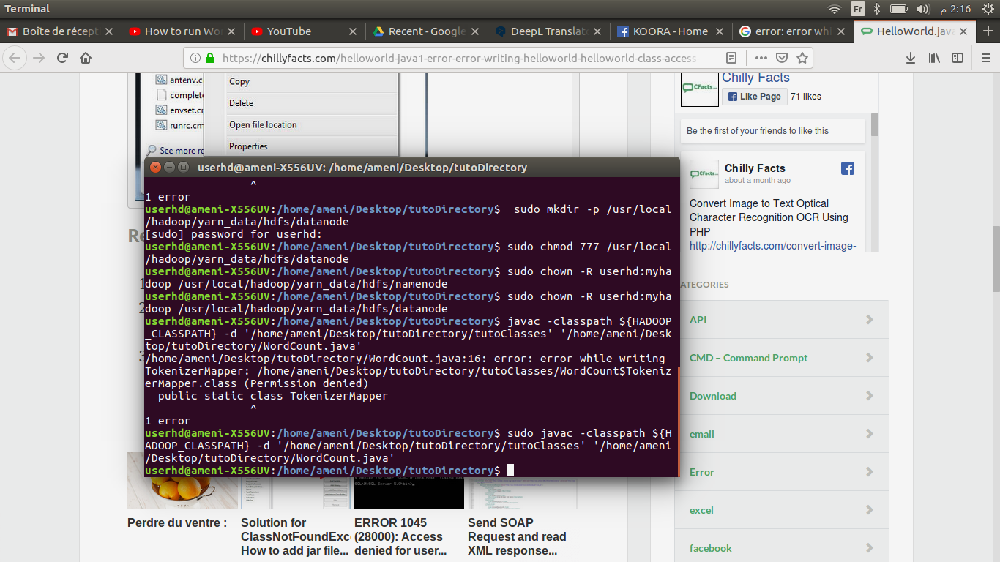 Terminal
Fr
2:16 م
Boîte de récept
How to run Wor
YouTube
Recent - Google
DeepL Translato
KOORA - Home
error: error whi
HelloWorld.java
https://chillyfacts.com/helloworld-java1-error-error-writing-helloworld-helloworld-class-access-
antenv.c
complete
envset.cm
runrc.cm
See more re
Copy
Delete
Open file location
Properties
userhd@ameni-X556UV: /home/ameni/Desktop/tutoDirectory
^
1 error
userhd@ameni-X556UV:/home/ameni/Desktop/tutoDirectory$  sudo mkdir -p /usr/local
/hadoop/yarn_data/hdfs/datanode
[sudo] password for userhd:
userhd@ameni-X556UV:/home/ameni/Desktop/tutoDirectory$ sudo chmod 777 /usr/local
/hadoop/yarn_data/hdfs/datanode
userhd@ameni-X556UV:/home/ameni/Desktop/tutoDirectory$ sudo chown -R userhd:myha
doop /usr/local/hadoop/yarn_data/hdfs/namenode
userhd@ameni-X556UV:/home/ameni/Desktop/tutoDirectory$ sudo chown -R userhd:myha
doop /usr/local/hadoop/yarn_data/hdfs/datanode
userhd@ameni-X556UV:/home/ameni/Desktop/tutoDirectory$ javac -classpath ${HADOOP
_CLASSPATH} -d '/home/ameni/Desktop/tutoDirectory/tutoClasses' '/home/ameni/Desk
top/tutoDirectory/WordCount.java'
/home/ameni/Desktop/tutoDirectory/WordCount.java:16: error: error while writing
TokenizerMapper: /home/ameni/Desktop/tutoDirectory/tutoClasses/WordCount$Tokeniz
erMapper.class (Permission denied)
public static class TokenizerMapper
^
1 error
userhd@ameni-X556UV:/home/ameni/Desktop/tutoDirectory$ sudo javac -classpath ${H
ADOOP_CLASSPATH} -d '/home/ameni/Desktop/tutoDirectory/tutoClasses' '/home/ameni
/Desktop/tutoDirectory/WordCount.java'
userhd@ameni-X556UV:/home/ameni/Desktop/tutoDirectory$
Re
1
2
3
Perdre du ventre :
Solution for
ClassNotFoundExce
How to add jar file...
ERROR 1045
(28000): Access
denied for user...
Send SOAP
Request and read
XML response...
CFacts...
Chilly Facts
Like Page
71 likes
Be the first of your friends to like this
CFacts...
Chilly Facts
about a month ago
Convert Image to Text Optical
Character Recognition OCR Using
PHP
http://chillyfacts.com/convert-image-
ATEGORIES
API
CMD – Command Prompt
Download
email
Error
excel
facebook